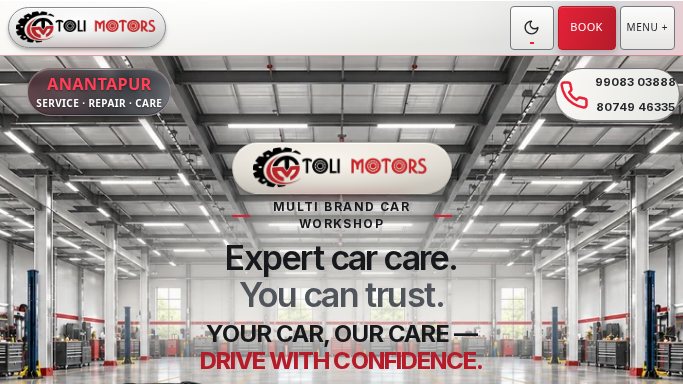 TOLI MOTORS
BOOK
MENU +
ANANTAPUR
SERVICE · REPAIR · CARE
99083 03888
80749 46335
TOLI MOTORS
MULTI BRAND CAR
WORKSHOP
Expert car care.
You can trust.
YOUR CAR, OUR CARE —
DRIVE WITH CONFIDENCE.